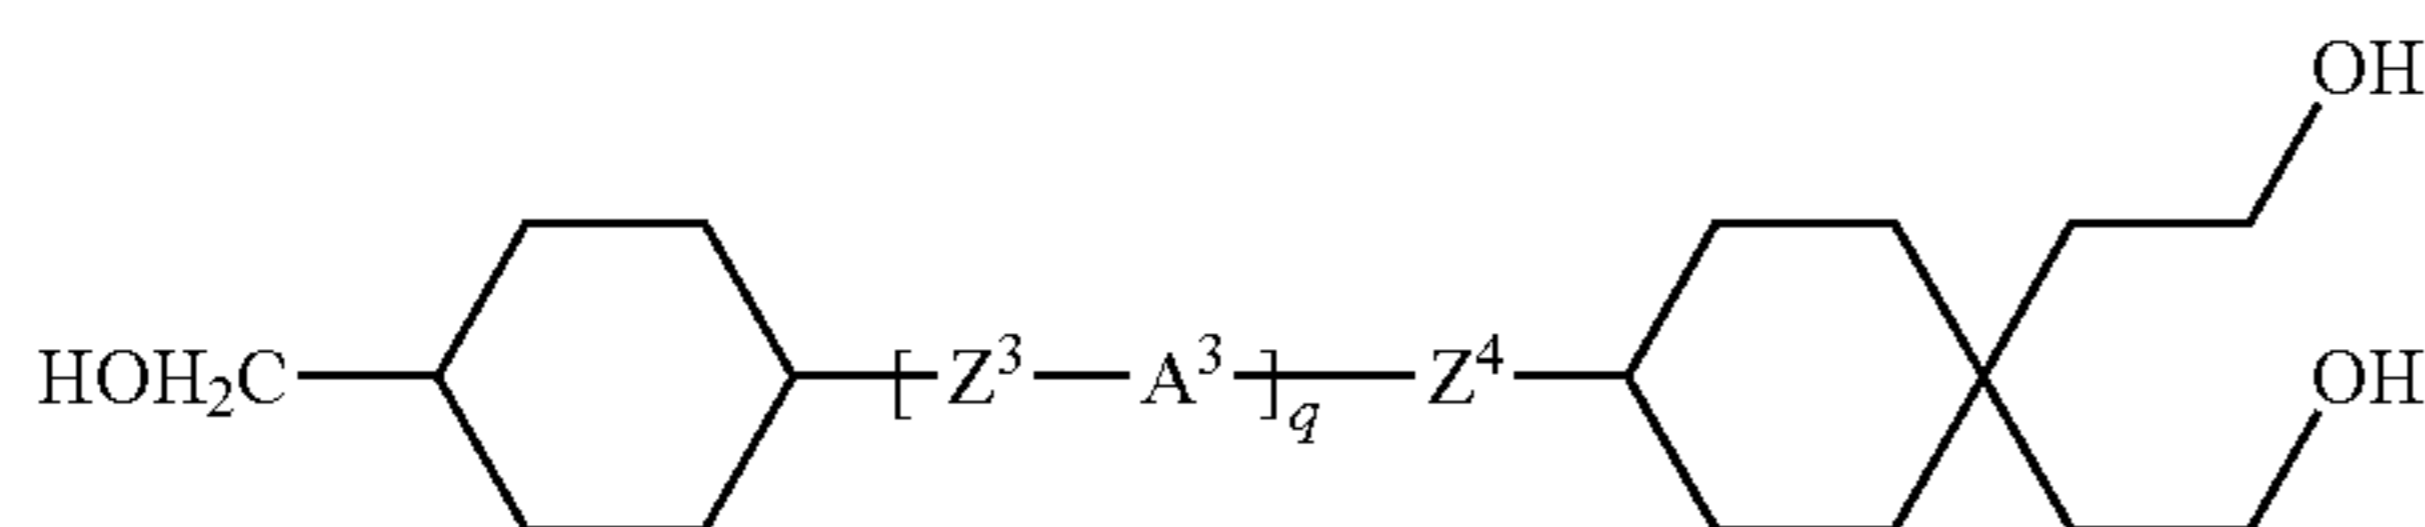 OH
HOH₂C [ Z³ A³ ]q Z⁴ OH